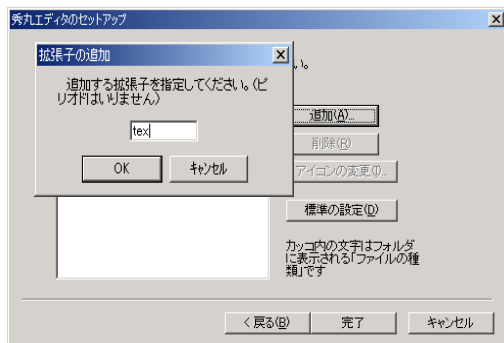 秀丸エディタのセットアップ
拡張子の追加
い。
追加する拡張子を指定してください。(ピ
リオドはいりません)
tex
OK
キャンセル
追加(A)...
削除(R)
アイコンの変更(I)...
標準の設定(D)
カッコ内の文字はフォルダ
に表示される「ファイルの種
類」です
< 戻る(B)
完了
キャンセル